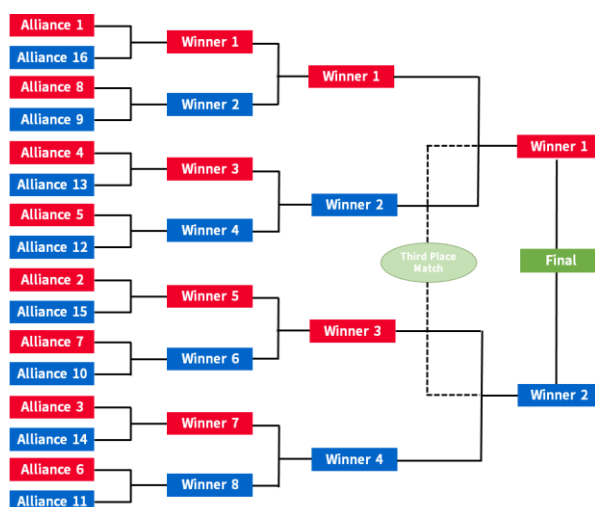 Alliance 1
Alliance 16
Alliance 8
Alliance 9
Alliance 4
Alliance 13
Alliance 5
Alliance 12
Alliance 2
Alliance 15
Alliance 7
Alliance 10
Alliance 3
Alliance 14
Alliance 6
Alliance 11
Winner 1
Winner 2
Winner 3
Winner 4
Winner 5
Winner 6
Winner 7
Winner 8
Winner 1
Winner 2
Winner 3
Winner 4
Third Place
Match
Winner 1
Final
Winner 2